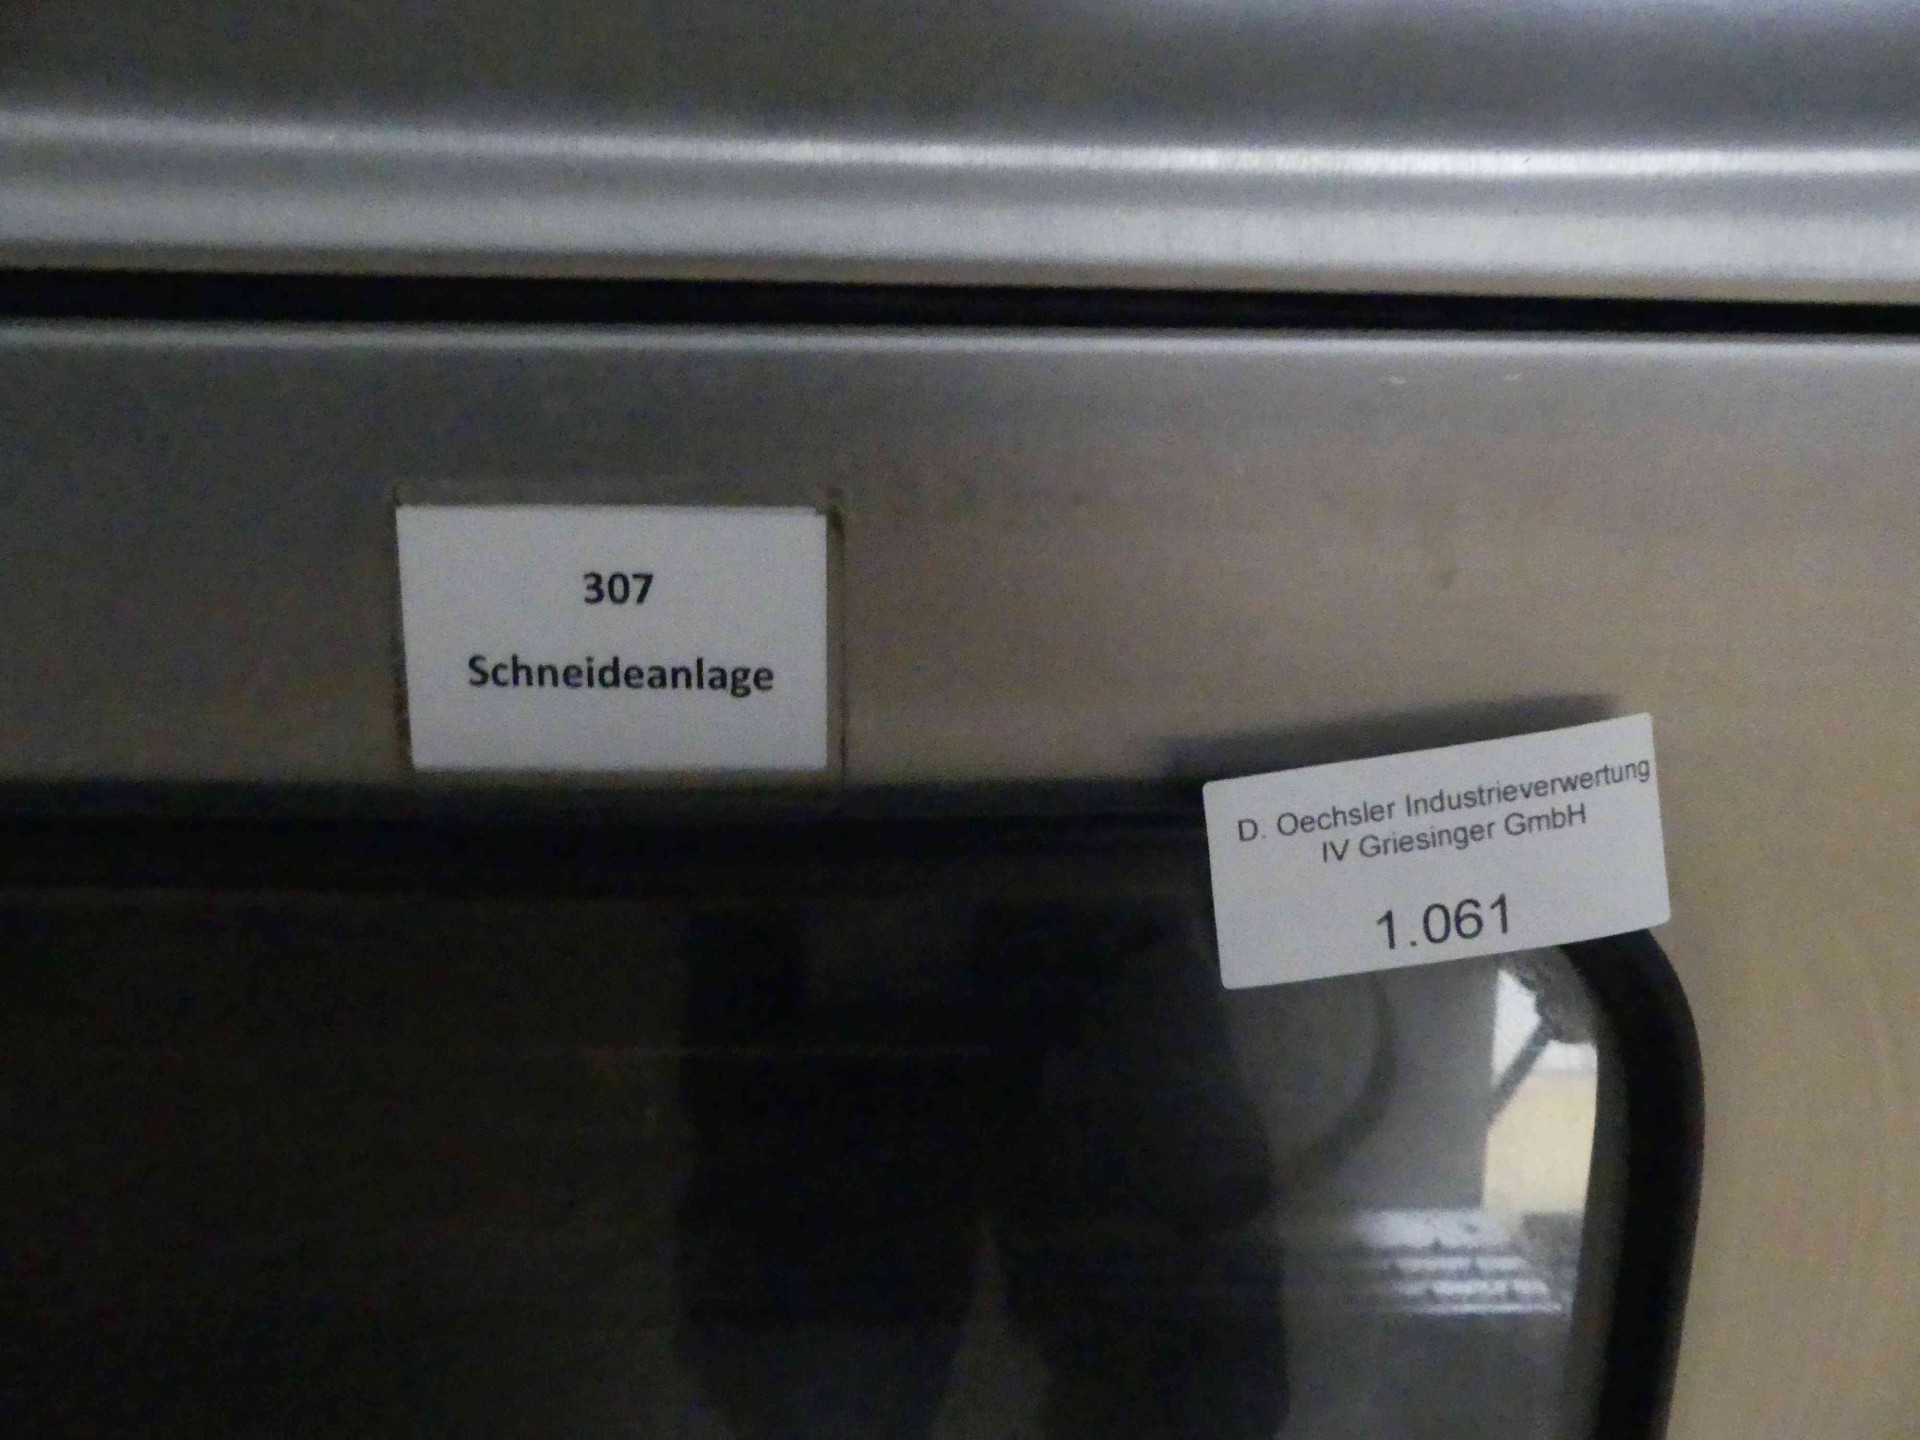 307
Schneideanlage
D. Oechsler Industrieverwertung
IV Griesinger GmbH
1.061